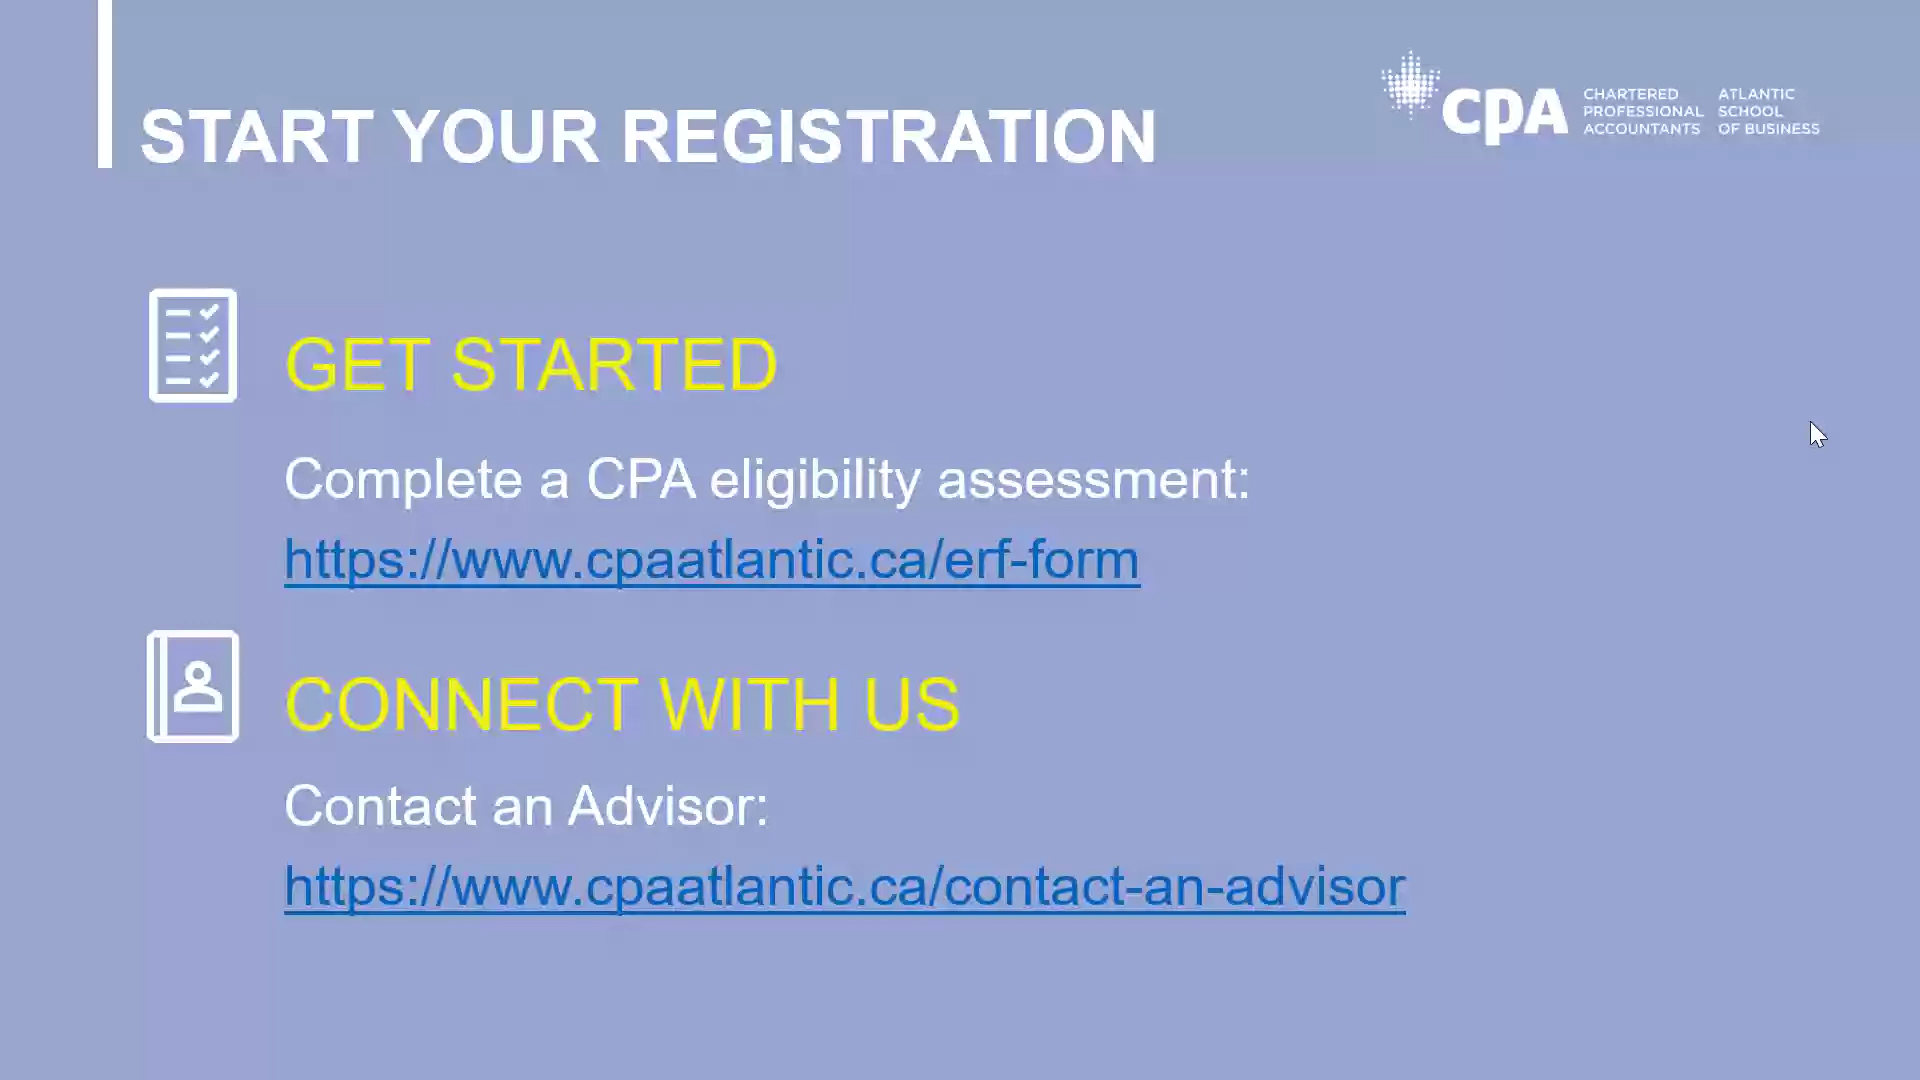 START YOUR REGISTRATION
CPA
CHARTERED PROFESSIONAL ACCOUNTANTS
ATLANTIC SCHOOL OF BUSINESS
GET STARTED
Complete a CPA eligibility assessment:
https://www.cpaatlantic.ca/erf-form
CONNECT WITH US
Contact an Advisor:
https://www.cpaatlantic.ca/contact-an-advisor